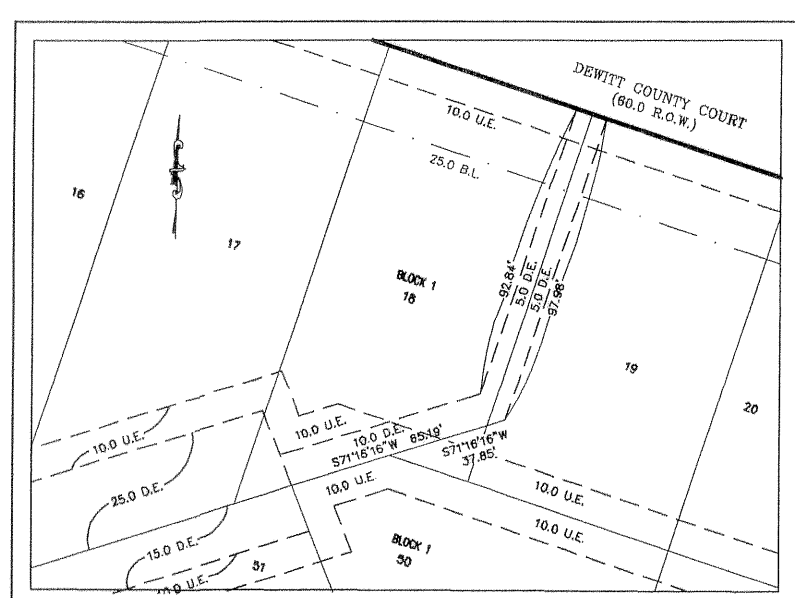 DEWITT COUNTY COURT
(60.0 R.O.W.)
10.0 U.E.
25.0 B.L.
16
17
BLOCK 1
18
92.84'
5.0 D.E.
5.0 D.E.
97.98'
19
20
10.0 U.E.
10.0 U.E.
10.0 D.E.
S71°16'16"W 85.19'
S71°16'16"W
37.85'
25.0 D.E.
10.0 U.E.
10.0 U.E.
10.0 U.E.
15.0 D.E.
51
BLOCK 1
50
10.0 U.E.